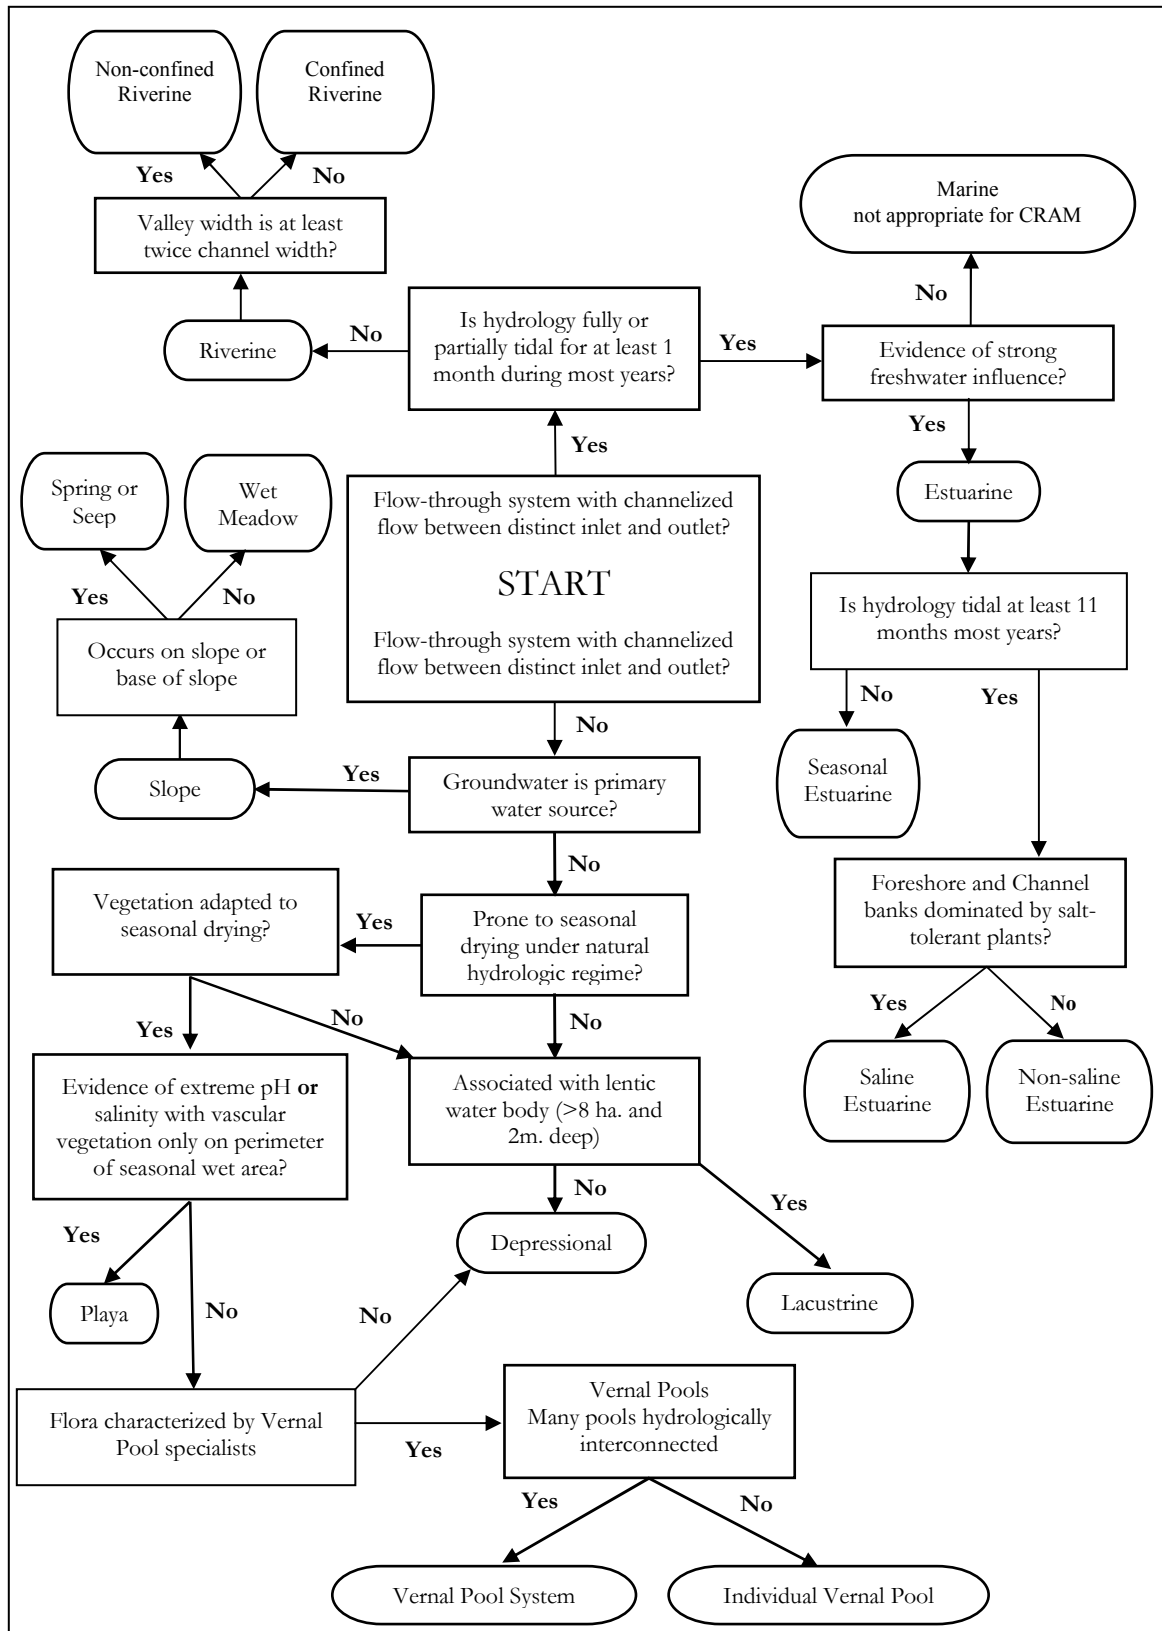 Non-confined
Riverine
Confined
Riverine
Yes
No
Valley width is at least
twice channel width?
Marine
not appropriate for CRAM
No
Riverine
No
Is hydrology fully or
partially tidal for at least 1
month during most years?
Yes
Evidence of strong
freshwater influence?
Yes
Yes
Estuarine
Spring or
Seep
Wet
Meadow
Flow-through system with channelized
flow between distinct inlet and outlet?
START
Flow-through system with channelized
flow between distinct inlet and outlet?
Yes
No
Is hydrology tidal at least 11
months most years?
Occurs on slope or
base of slope
No
Yes
No
Slope
Yes
Groundwater is primary
water source?
Seasonal
Estuarine
No
Vegetation adapted to
seasonal drying?
Yes
Prone to seasonal
drying under natural
hydrologic regime?
Foreshore and Channel
banks dominated by salt-
tolerant plants?
Yes
No
No
Yes
No
Evidence of extreme pH or
salinity with vascular
vegetation only on perimeter
of seasonal wet area?
Associated with lentic
water body (>8 ha. and
2m. deep)
Saline
Estuarine
Non-saline
Estuarine
No
Yes
Yes
Depressional
Playa
No
No
Lacustrine
Flora characterized by Vernal
Pool specialists
Yes
Vernal Pools
Many pools hydrologically
interconnected
Yes
No
Vernal Pool System
Individual Vernal Pool